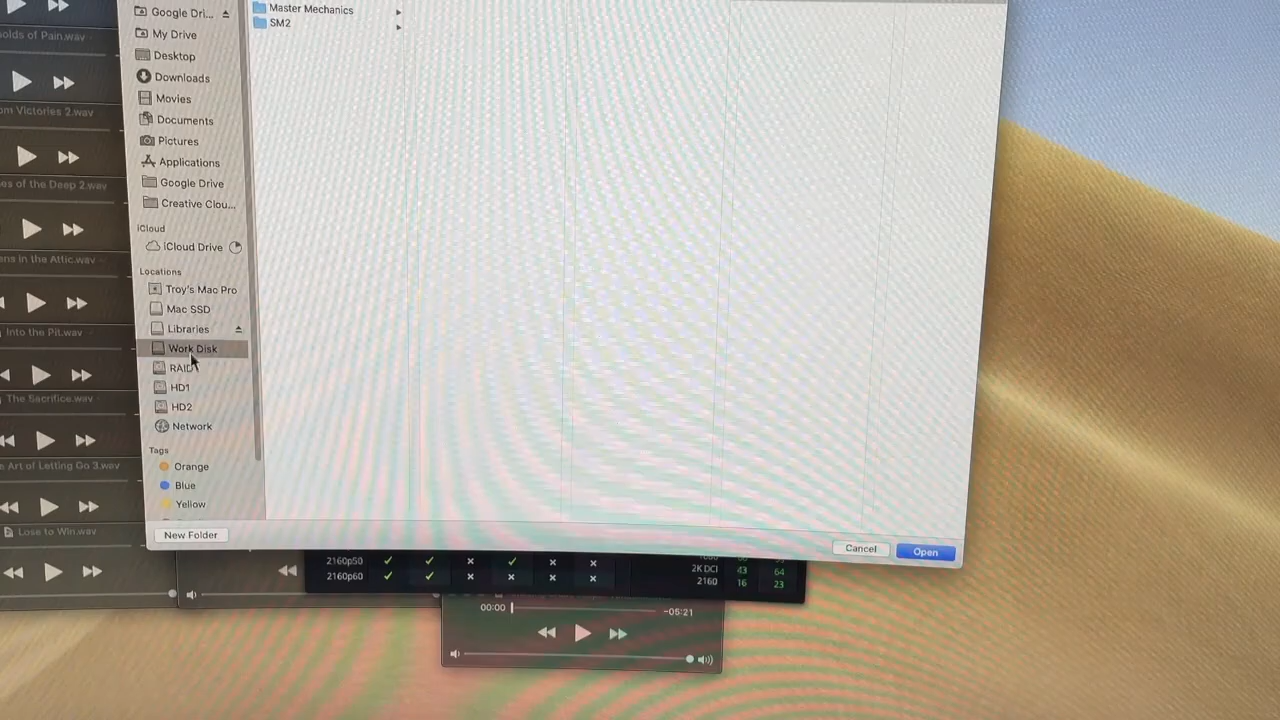 olds of Pain.wav
om Victories 2.wav
es of the Deep 2.wav
ns in the Attic.wav
Into the Pit.wav
The Sacrifice.wav
Art of Letting Go 3.wav
Lose to Win.wav
Google Dri...
My Drive
Desktop
Downloads
Movies
Documents
Pictures
Applications
Google Drive
Creative Clou...
iCloud
iCloud Drive
Locations
Troy's Mac Pro
Mac SSD
Libraries
Work Disk
RAID
HD1
HD2
Network
Tags
Orange
Blue
Yellow
Master Mechanics
SM2
New Folder
Cancel
Open
2160p50
2160p60
2K DCI 43 64
2160 16 23
00:00 -05:21